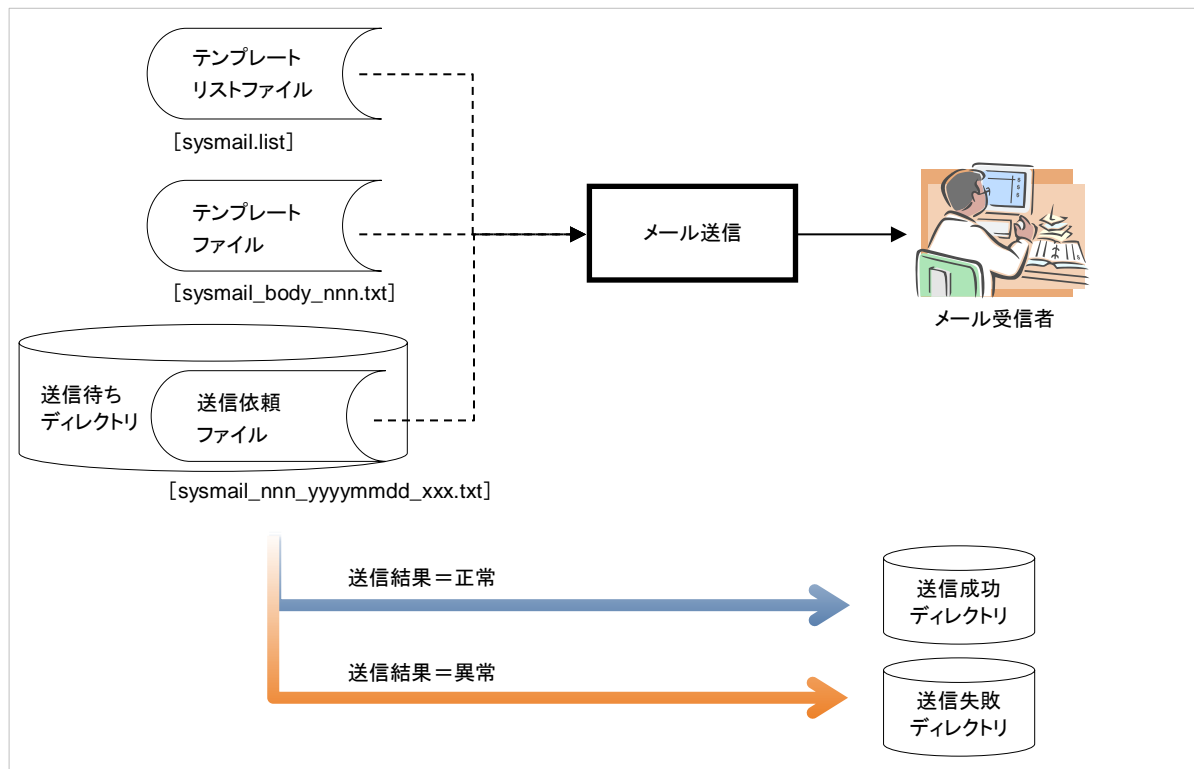 テンプレート
リストファイル
［sysmail.list］
テンプレート
ファイル
［sysmail_body_nnn.txt］
メール送信
メール受信者
送信待ち
ディレクトリ
送信依頼
ファイル
［sysmail_nnn_yyyymmdd_xxx.txt］
送信結果＝正常
送信成功
ディレクトリ
送信結果＝異常
送信失敗
ディレクトリ